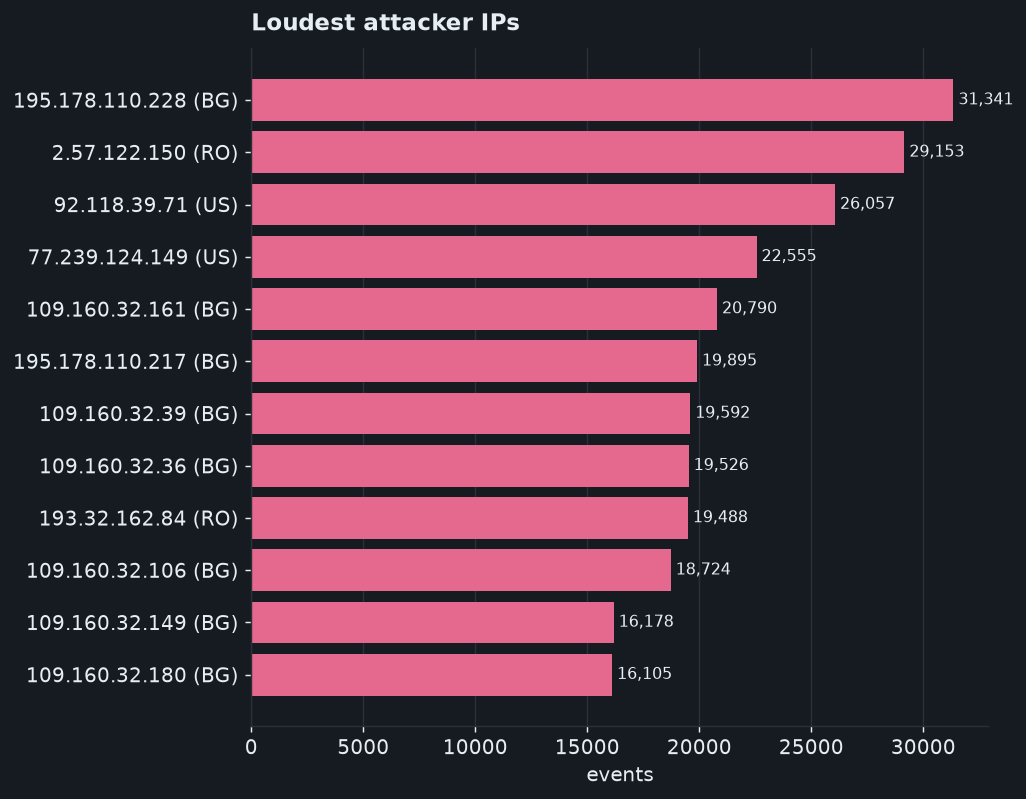 Loudest attacker IPs
195.178.110.228 (BG) 31,341
2.57.122.150 (RO) 29,153
92.118.39.71 (US) 26,057
77.239.124.149 (US) 22,555
109.160.32.161 (BG) 20,790
195.178.110.217 (BG) 19,895
109.160.32.39 (BG) 19,592
109.160.32.36 (BG) 19,526
193.32.162.84 (RO) 19,488
109.160.32.106 (BG) 18,724
109.160.32.149 (BG) 16,178
109.160.32.180 (BG) 16,105
0 5000 10000 15000 20000 25000 30000
events